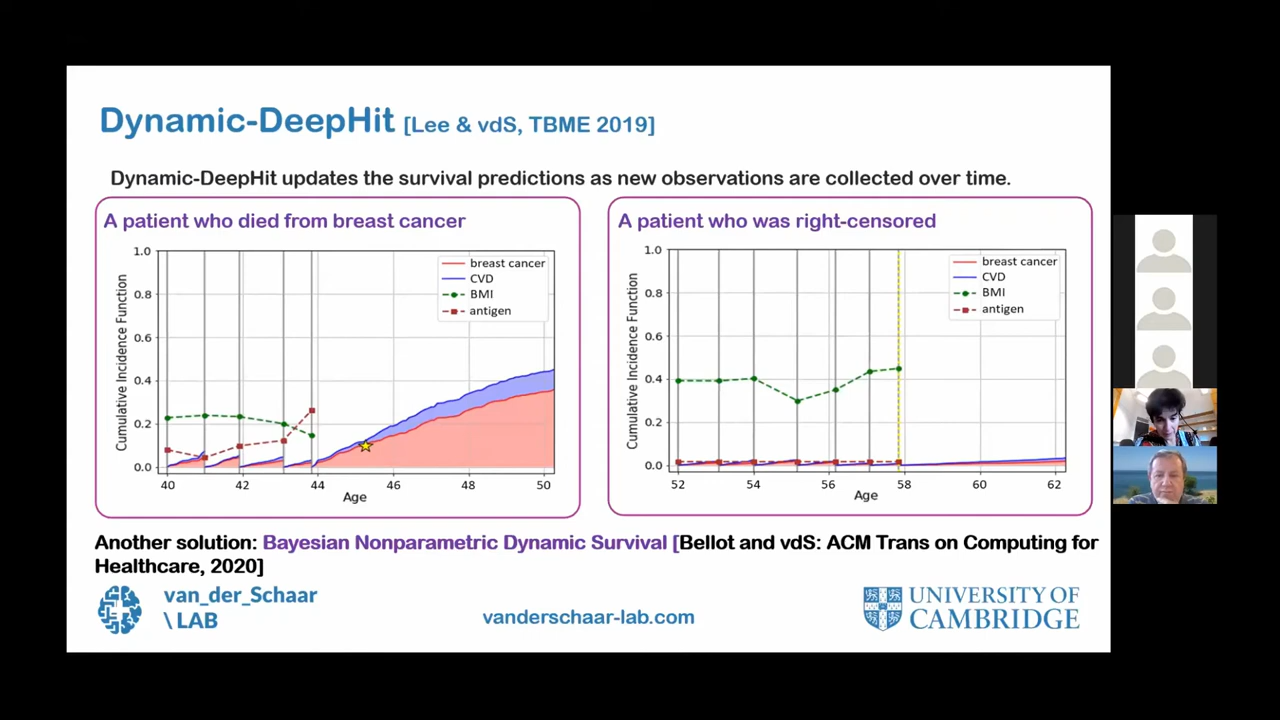 Dynamic-DeepHit [Lee & vdS, TBME 2019]
Dynamic-DeepHit updates the survival predictions as new observations are collected over time.
A patient who died from breast cancer
Cumulative Incidence Function
1.0
0.8
0.6
0.4
0.2
0.0
breast cancer
CVD
BMI
antigen
40 42 44 46 48 50
Age
A patient who was right-censored
Cumulative Incidence Function
1.0
0.8
0.6
0.4
0.2
0.0
breast cancer
CVD
BMI
antigen
52 54 56 58 60 62
Age
Another solution: Bayesian Nonparametric Dynamic Survival [Bellot and vdS: ACM Trans on Computing for
Healthcare, 2020]
van_der_Schaar
\ LAB
vanderschaar-lab.com
UNIVERSITY OF
CAMBRIDGE